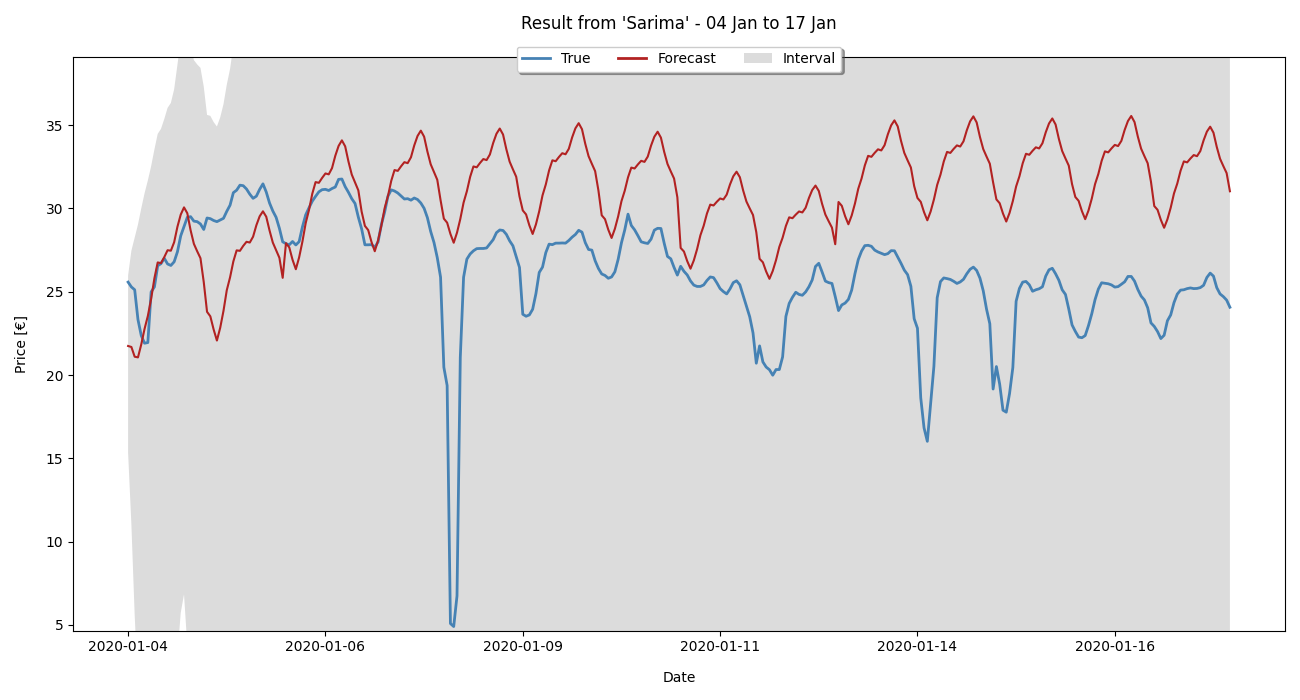 Result from 'Sarima' - 04 Jan to 17 Jan
True Forecast Interval
Price [€]
35
30
25
20
15
10
5
2020-01-04 2020-01-06 2020-01-09 2020-01-11 2020-01-14 2020-01-16
Date